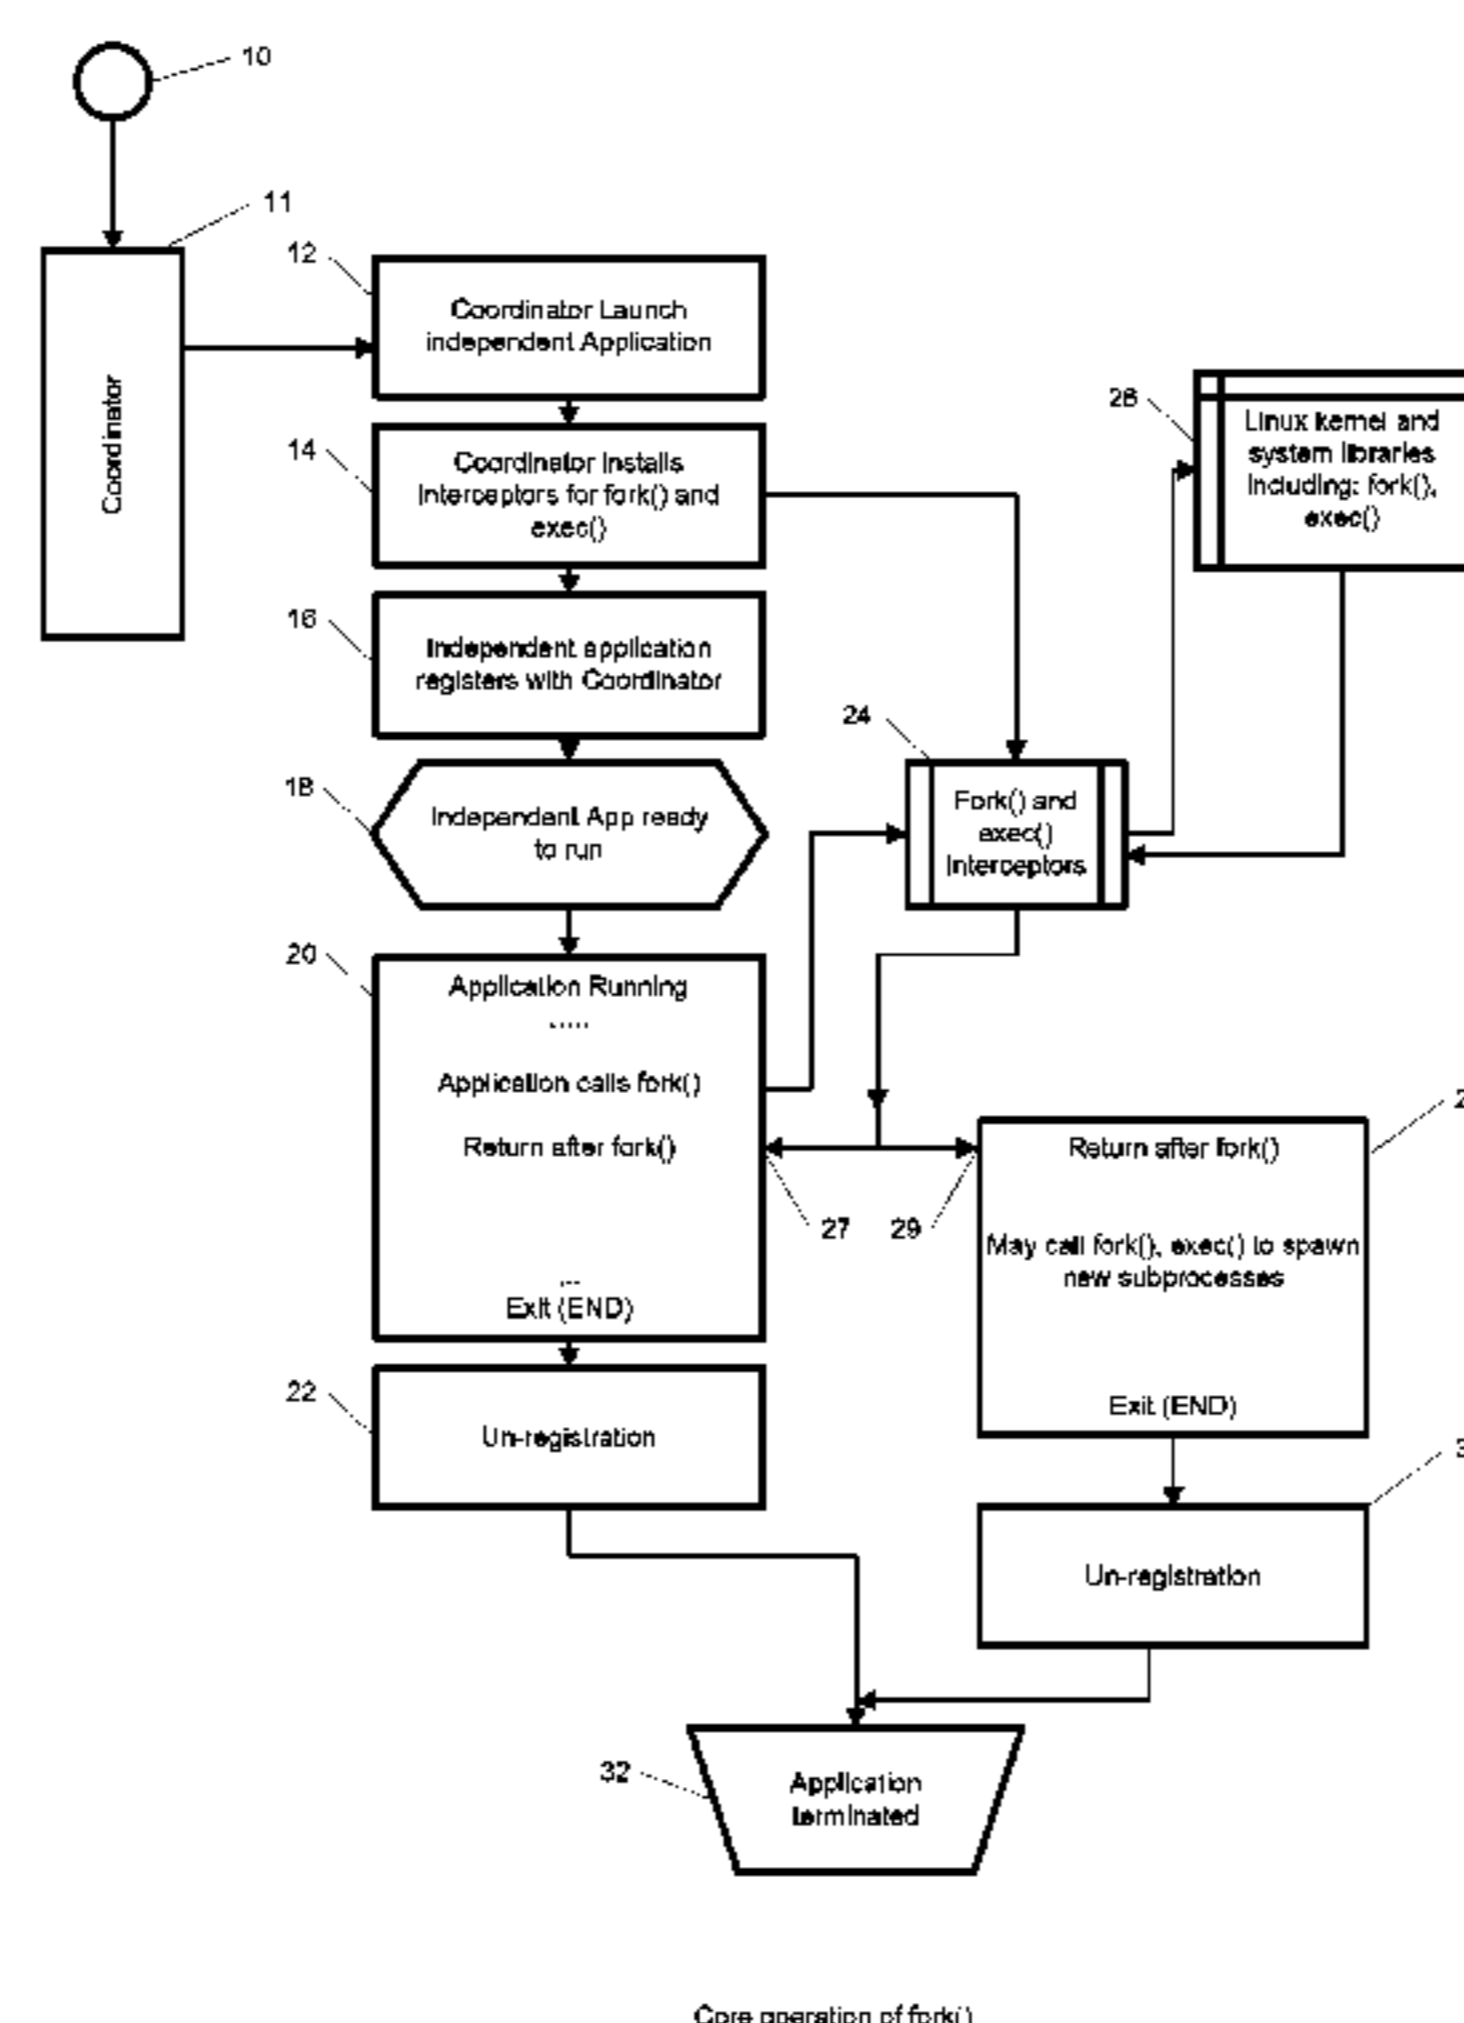 10
11
Coordinator
12
Coordinator Launch
independent Application
14
Coordinator installs
interceptors for fork() and
exec()
16
Independent application
registers with Coordinator
18
Independent App ready
to run
20
Application Running
.....
Application calls fork()
Return after fork()
...
Exit (END)
22
Un-registration
24
Fork() and
exec()
interceptors
26
Linux kernel and
system libraries
including: fork(),
exec()
27
29
2
Return after fork()
May call fork(), exec() to spawn
new subprocesses
Exit (END)
3
Un-registration
32
Application
terminated
Core operation of fork()